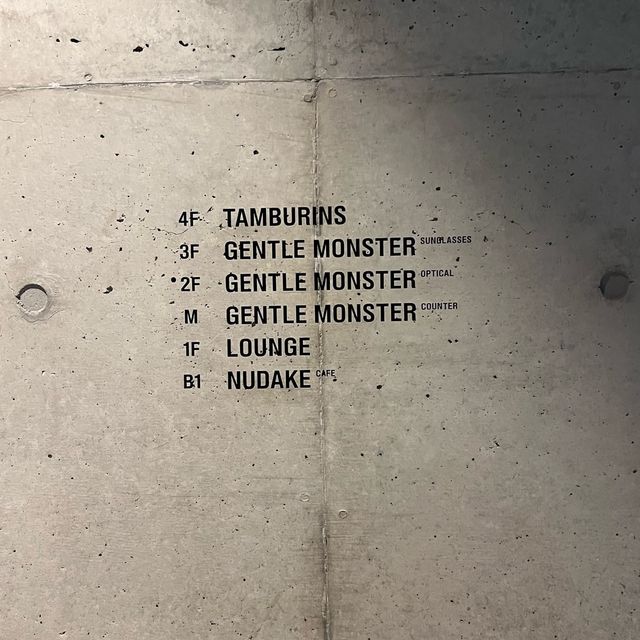 4F TAMBURINS
3F GENTLE MONSTER SUNGLASSES
2F GENTLE MONSTER OPTICAL
M GENTLE MONSTER COUNTER
1F LOUNGE
B1 NUDAKE CAFE